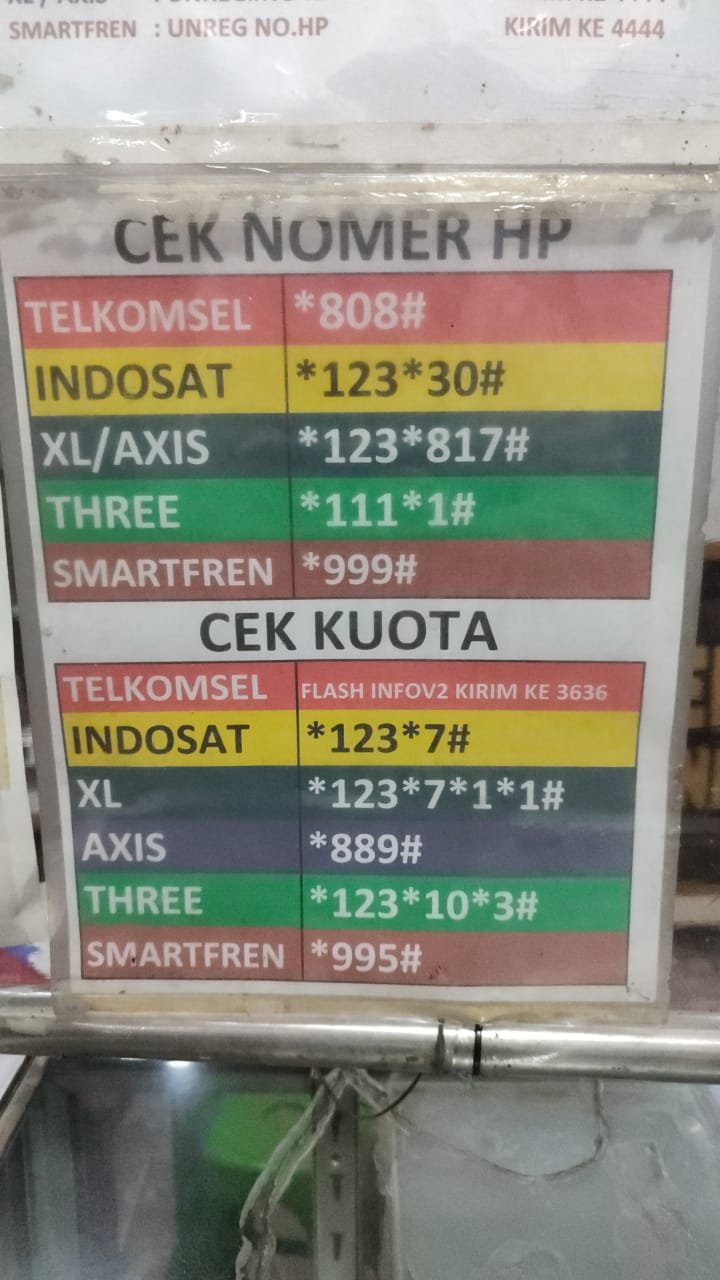 SMARTFREN : UNREG NO.HP KIRIM KE 4444
CEK NOMER HP
TELKOMSEL *808#
INDOSAT *123*30#
XL/AXIS *123*817#
THREE *111*1#
SMARTFREN *999#
CEK KUOTA
TELKOMSEL FLASH INFOV2 KIRIM KE 3636
INDOSAT *123*7#
XL *123*7*1*1#
AXIS *889#
THREE *123*10*3#
SMARTFREN *995#